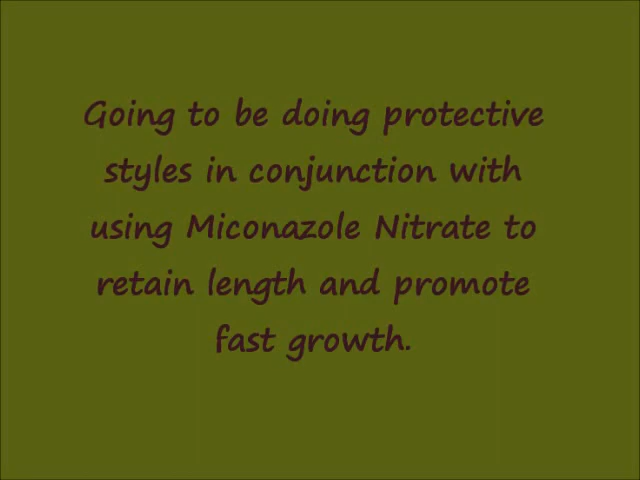 Going to be doing protective
styles in conjunction with
using Miconazole Nitrate to
retain length and promote
fast growth.